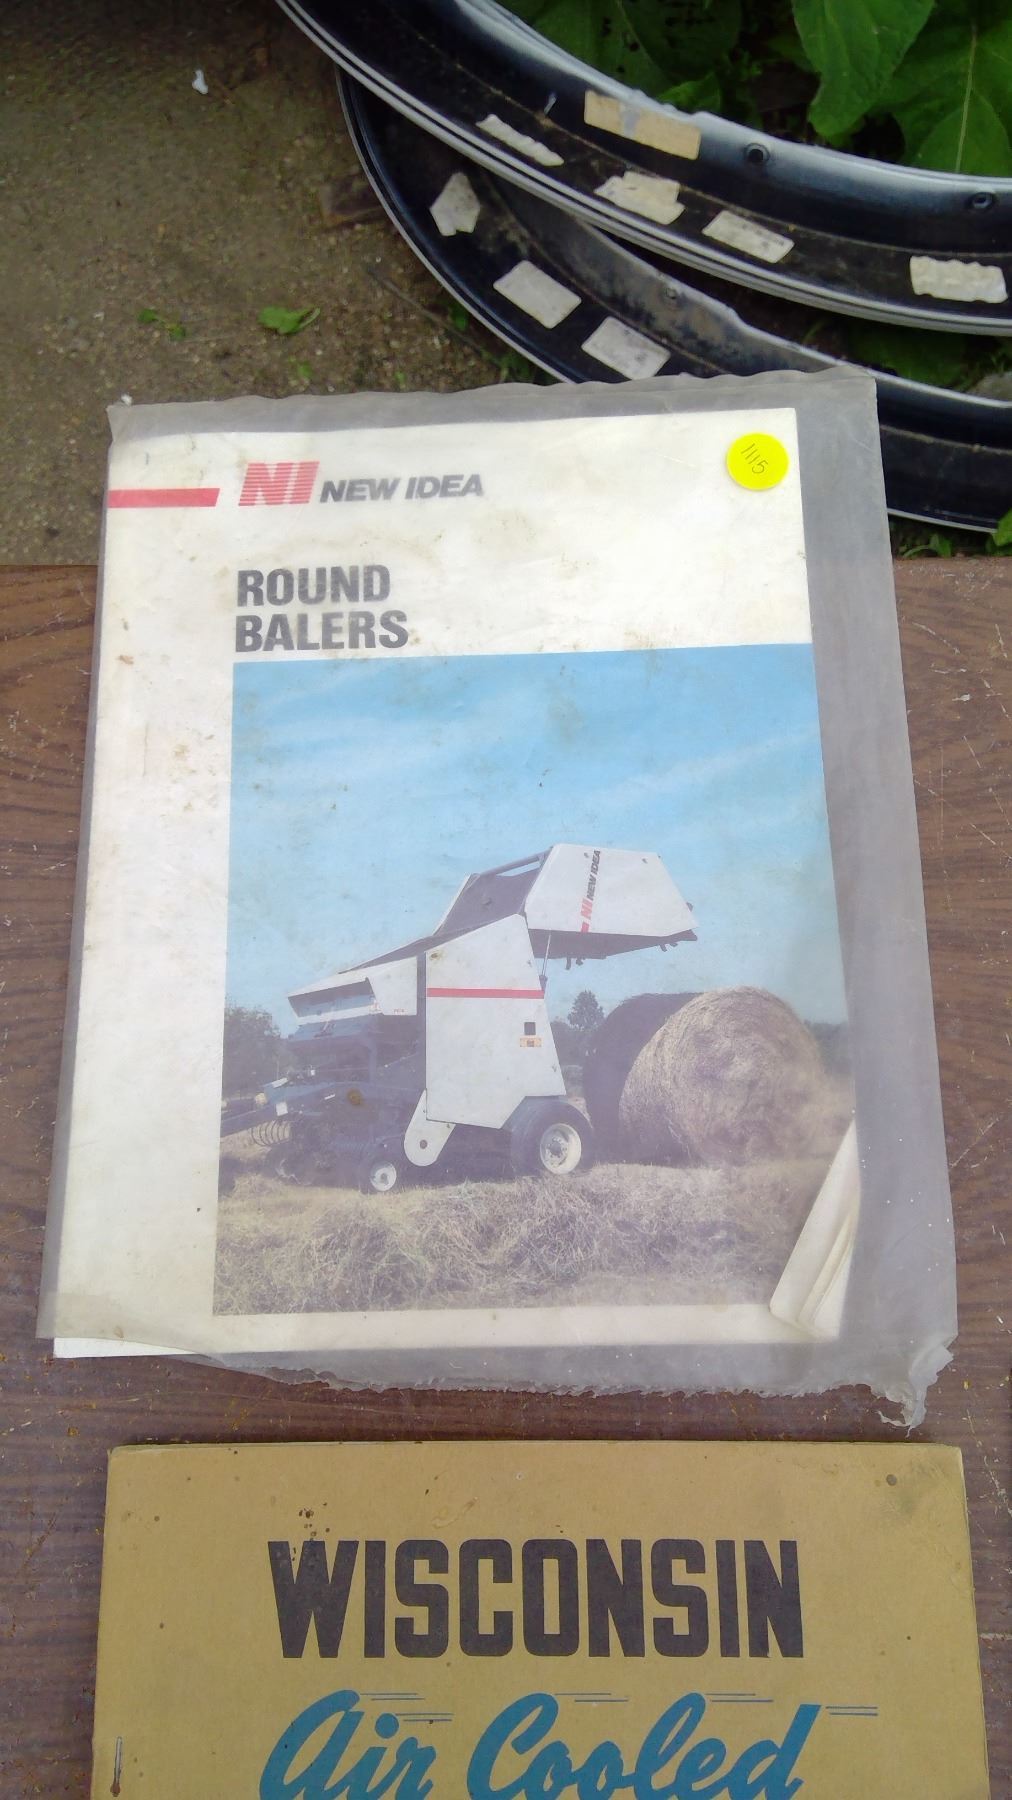 NI NEW IDEA
1115
ROUND
BALERS
NI NEW IDEA
WISCONSIN
Air Cooled